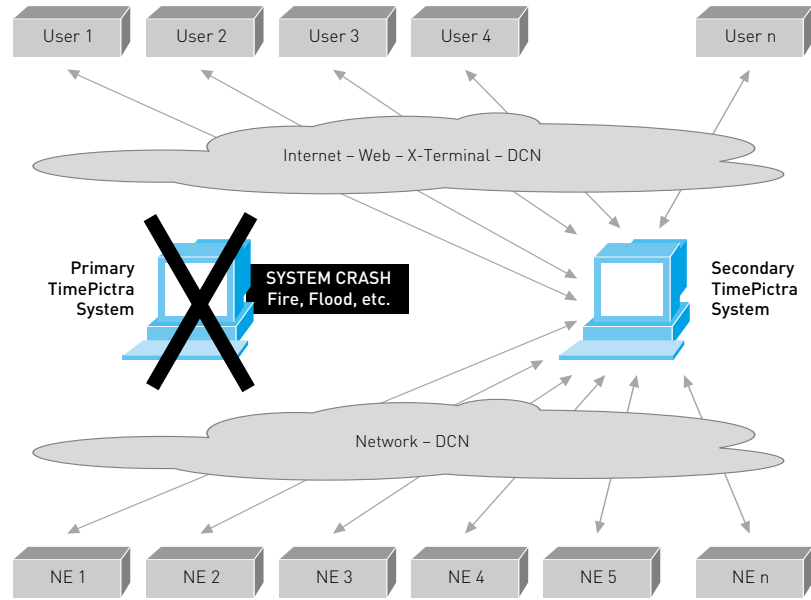 User 1
User 2
User 3
User 4
User n
Internet – Web – X-Terminal – DCN
Primary
TimePictra
System
SYSTEM CRASH
Fire, Flood, etc.
Secondary
TimePictra
System
Network – DCN
NE 1
NE 2
NE 3
NE 4
NE 5
NE n